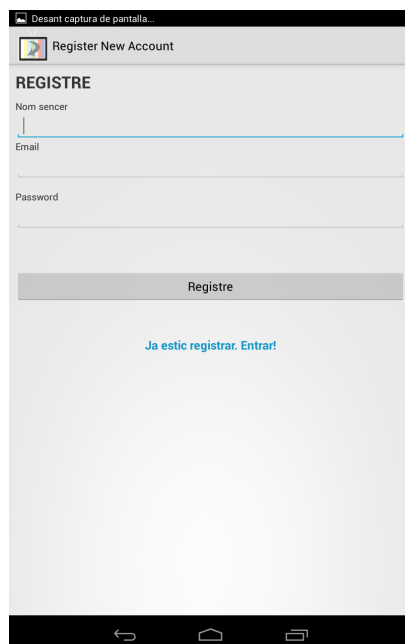 Desant captura de pantalla...
Register New Account
REGISTRE
Nom sencer
Email
Password
Registre
Ja estic registrar. Entrar!